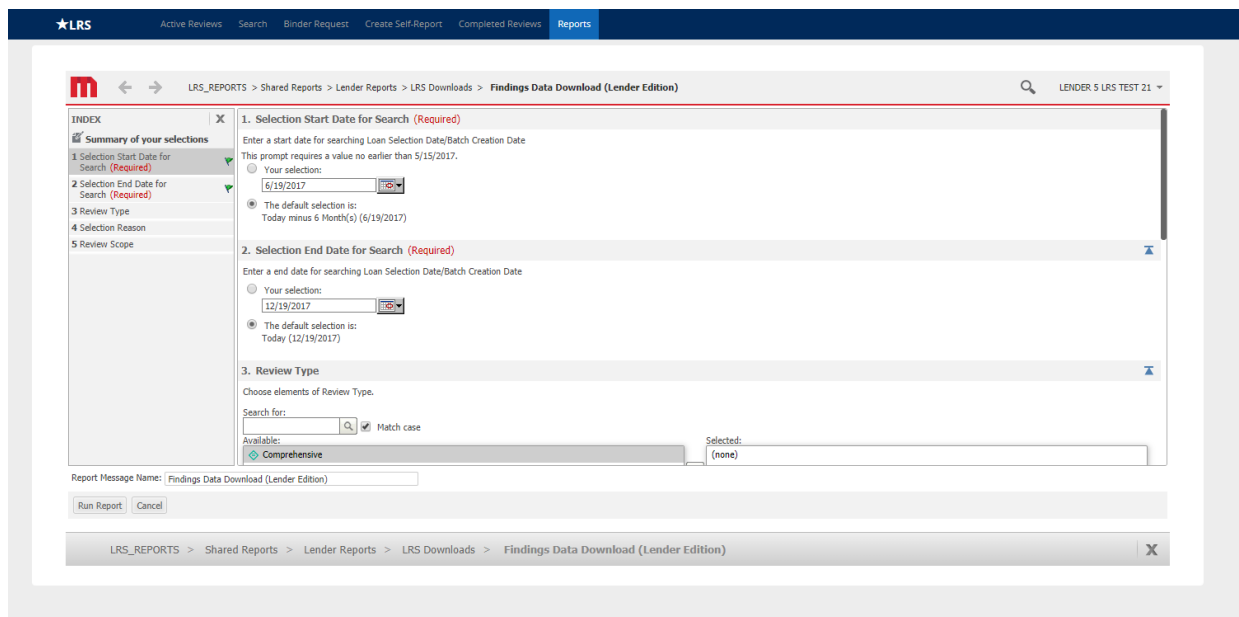 ★LRS Active Reviews Search Binder Request Create Self-Report Completed Reviews Reports
LRS_REPORTS > Shared Reports > Lender Reports > LRS Downloads > Findings Data Download (Lender Edition) LENDER 5 LRS TEST 21
INDEX X
Summary of your selections
1 Selection Start Date for
Search (Required)
2 Selection End Date for
Search (Required)
3 Review Type
4 Selection Reason
5 Review Scope
1. Selection Start Date for Search (Required)
Enter a start date for searching Loan Selection Date/Batch Creation Date
This prompt requires a value no earlier than 5/15/2017.
Your selection:
6/19/2017
The default selection is:
Today minus 6 Month(s) (6/19/2017)
2. Selection End Date for Search (Required)
Enter a end date for searching Loan Selection Date/Batch Creation Date
Your selection:
12/19/2017
The default selection is:
Today (12/19/2017)
3. Review Type
Choose elements of Review Type.
Search for:
Match case
Available: Selected:
Comprehensive (none)
Report Message Name: Findings Data Download (Lender Edition)
Run Report Cancel
LRS_REPORTS > Shared Reports > Lender Reports > LRS Downloads > Findings Data Download (Lender Edition) X